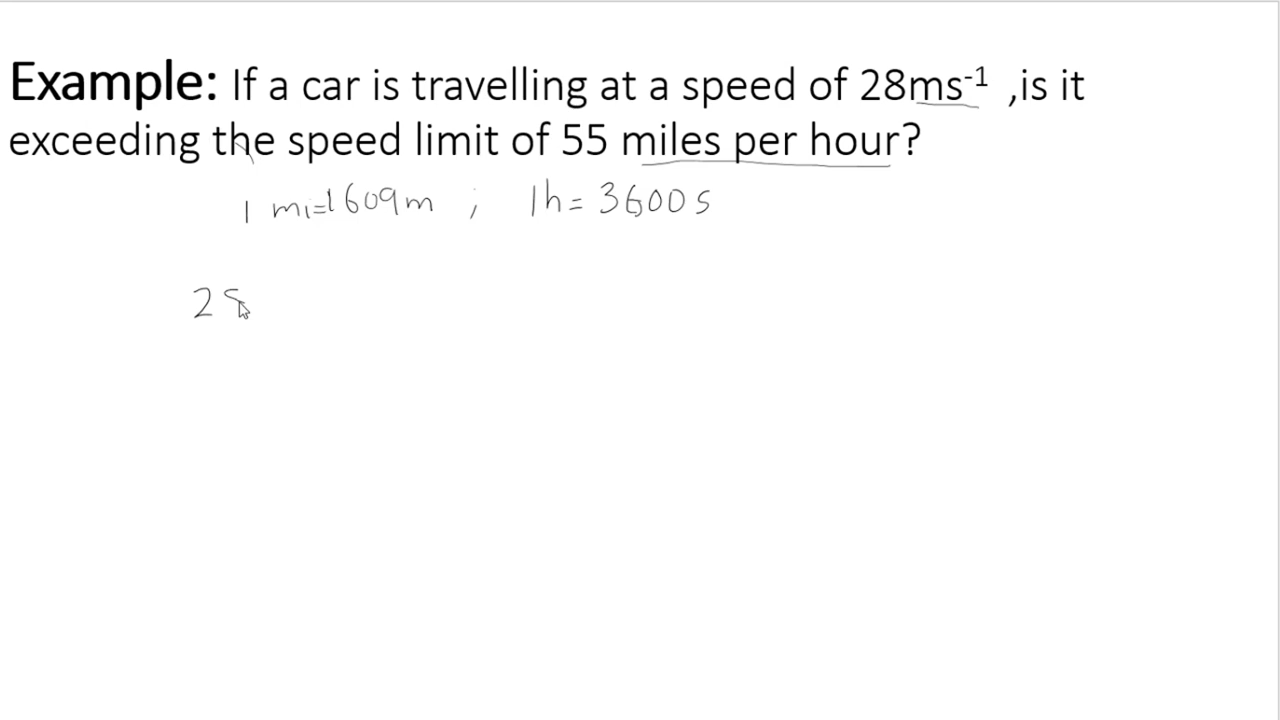 Example: If a car is travelling at a speed of 28ms⁻¹ ,is it
exceeding the speed limit of 55 miles per hour?
1 mi=1609m ; 1h = 3600s
28